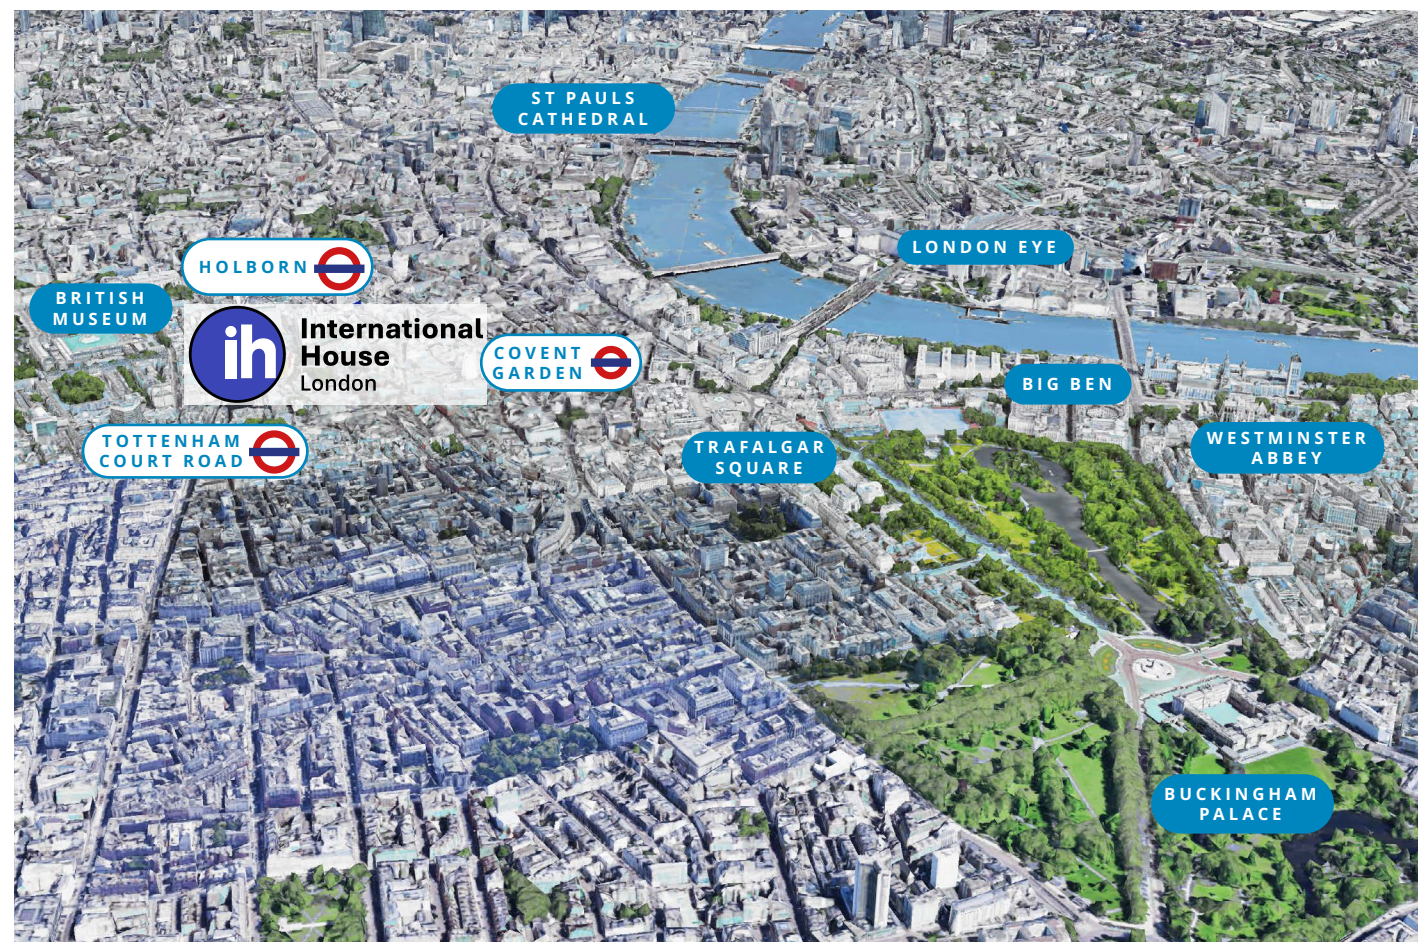 ST PAULS
CATHEDRAL
LONDON EYE
HOLBORN
BRITISH
MUSEUM
ih
International
House
London
COVENT
GARDEN
BIG BEN
TOTTENHAM
COURT ROAD
TRAFALGAR
SQUARE
WESTMINSTER
ABBEY
BUCKINGHAM
PALACE